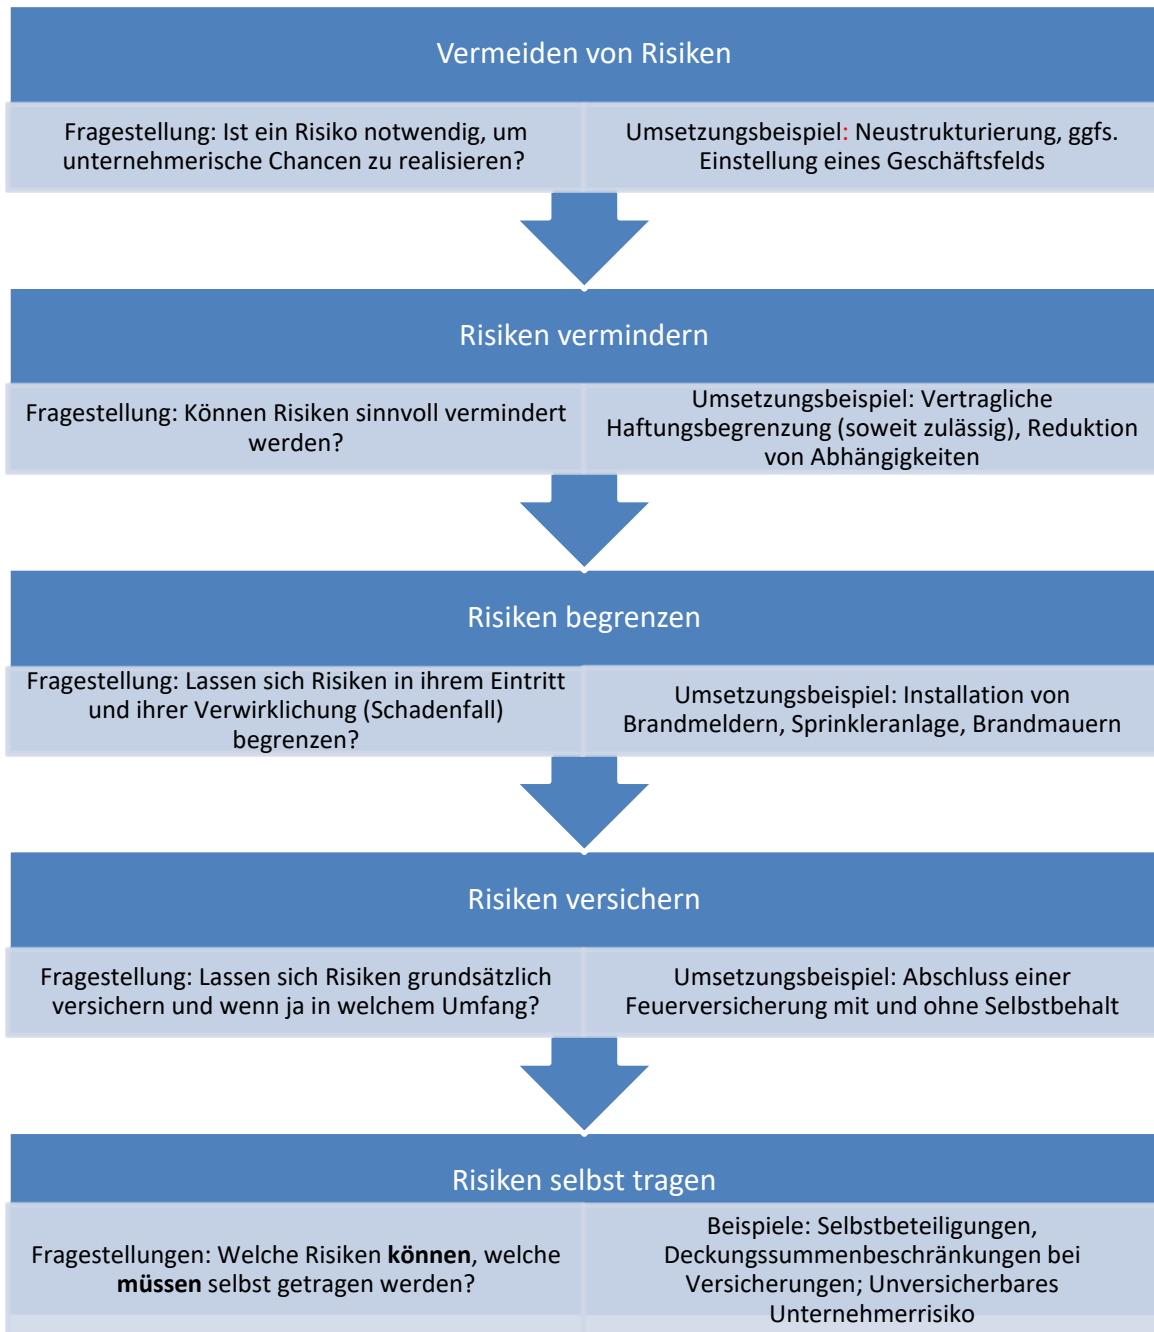 Vermeiden von Risiken
Fragestellung: Ist ein Risiko notwendig, um
unternehmerische Chancen zu realisieren?
Umsetzungsbeispiel: Neustrukturierung, ggfs.
Einstellung eines Geschäftsfelds
Risiken vermindern
Fragestellung: Können Risiken sinnvoll vermindert
werden?
Umsetzungsbeispiel: Vertragliche
Haftungsbegrenzung (soweit zulässig), Reduktion
von Abhängigkeiten
Risiken begrenzen
Fragestellung: Lassen sich Risiken in ihrem Eintritt
und ihrer Verwirklichung (Schadenfall)
begrenzen?
Umsetzungsbeispiel: Installation von
Brandmeldern, Sprinkleranlage, Brandmauern
Risiken versichern
Fragestellung: Lassen sich Risiken grundsätzlich
versichern und wenn ja in welchem Umfang?
Umsetzungsbeispiel: Abschluss einer
Feuerversicherung mit und ohne Selbstbehalt
Risiken selbst tragen
Fragestellungen: Welche Risiken können, welche
müssen selbst getragen werden?
Beispiele: Selbstbeteiligungen,
Deckungssummenbeschränkungen bei
Versicherungen; Unversicherbares
Unternehmerrisiko